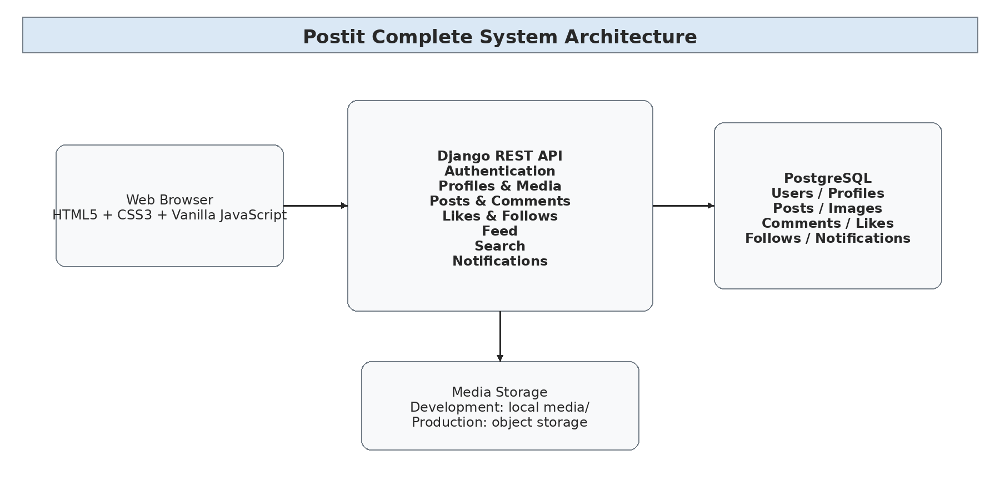 Postit Complete System Architecture
Web Browser
HTML5 + CSS3 + Vanilla JavaScript
Django REST API
Authentication
Profiles & Media
Posts & Comments
Likes & Follows
Feed
Search
Notifications
PostgreSQL
Users / Profiles
Posts / Images
Comments / Likes
Follows / Notifications
Media Storage
Development: local media/
Production: object storage